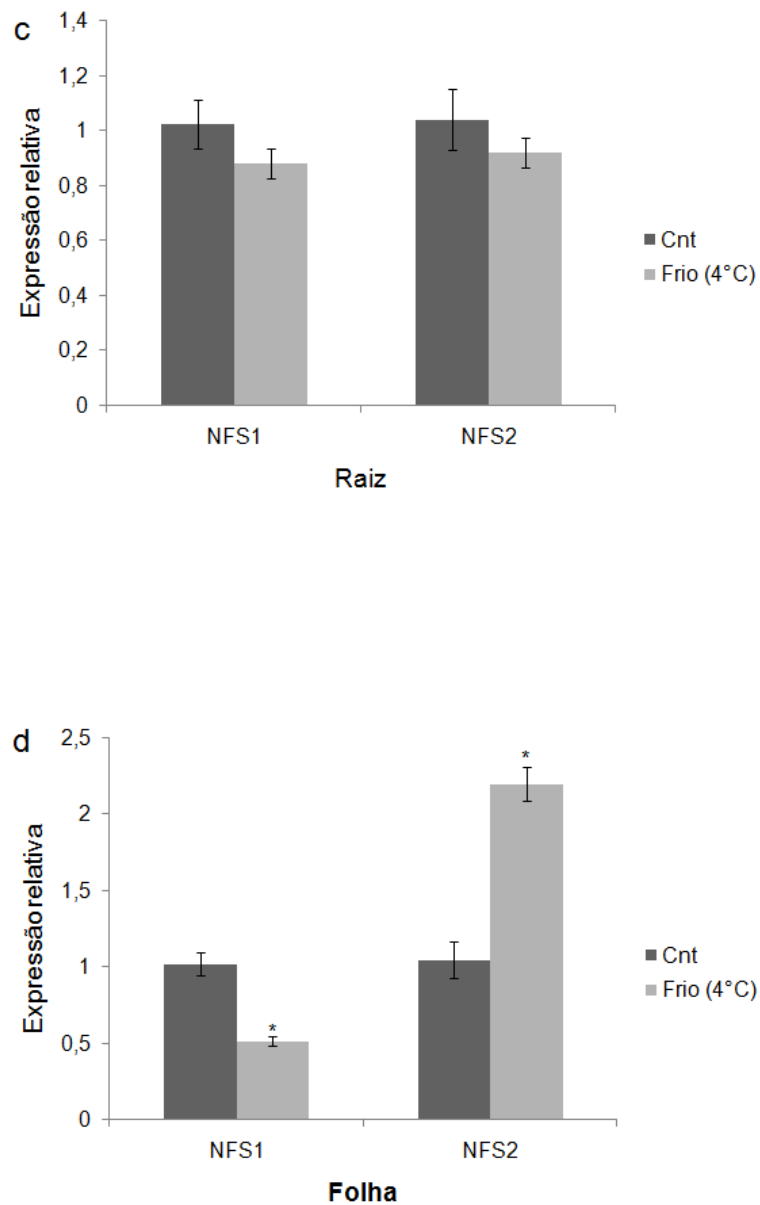 c
Expressão relativa
1,4
1,2
1
0,8
0,6
0,4
0,2
0
NFS1 NFS2
Raiz
Cnt
Frio (4°C)
d
Expressão relativa
2,5
2
1,5
1
0,5
0
*
*
NFS1 NFS2
Folha
Cnt
Frio (4°C)